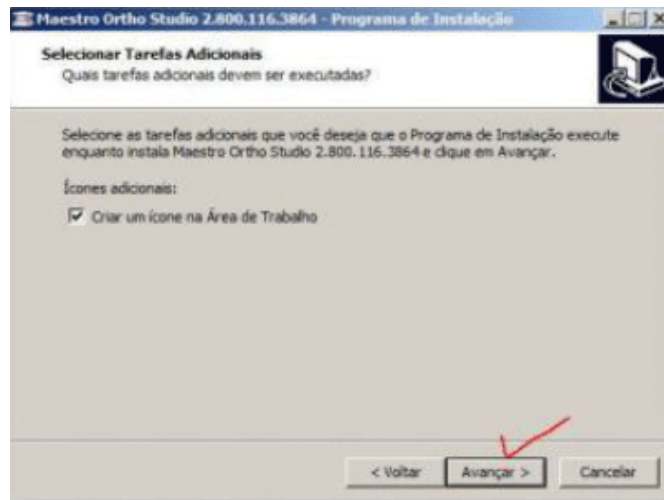 Maestro Ortho Studio 2.800.116.3864 - Programa de Instalação
Selecionar Tarefas Adicionais
Quais tarefas adicionais devem ser executadas?
Selecione as tarefas adicionais que você deseja que o Programa de Instalação execute
enquanto instala Maestro Ortho Studio 2.800.116.3864 e clique em Avançar.
Ícones adicionais:
Criar um ícone na Área de Trabalho
< Voltar Avançar > Cancelar